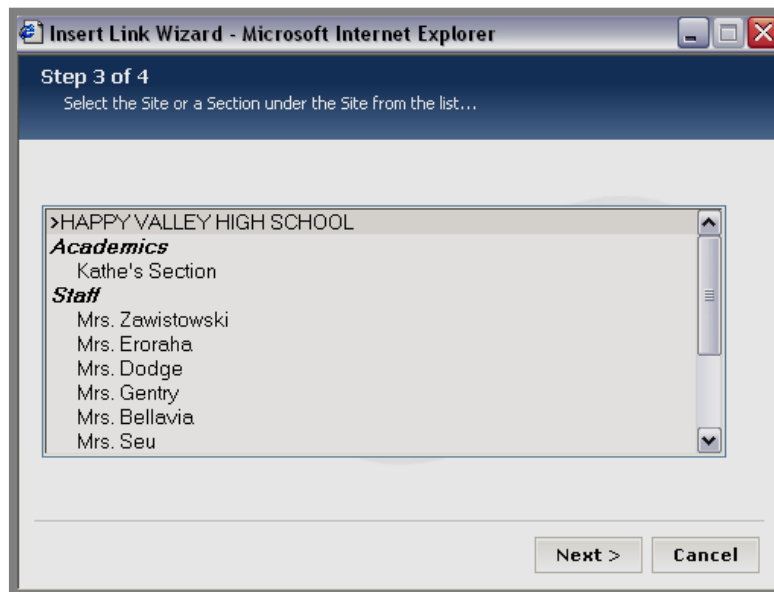 Insert Link Wizard - Microsoft Internet Explorer
Step 3 of 4
Select the Site or a Section under the Site from the list...
>HAPPY VALLEY HIGH SCHOOL
Academics
Kathe's Section
Staff
Mrs. Zawistowski
Mrs. Eroraha
Mrs. Dodge
Mrs. Gentry
Mrs. Bellavia
Mrs. Seu
Next > Cancel